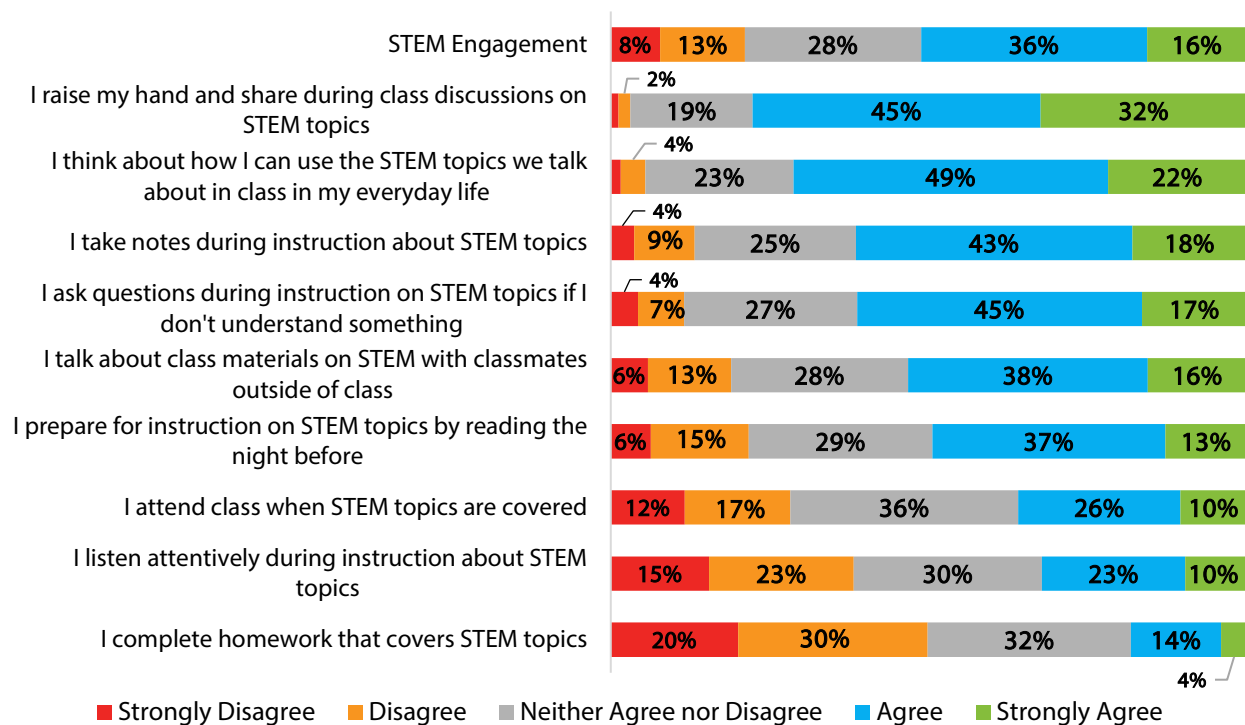 STEM Engagement
8% 13% 28% 36% 16%
2%
I raise my hand and share during class discussions on
STEM topics
19% 45% 32%
4%
I think about how I can use the STEM topics we talk
about in class in my everyday life
23% 49% 22%
4%
I take notes during instruction about STEM topics
9% 25% 43% 18%
4%
I ask questions during instruction on STEM topics if I
don't understand something
7% 27% 45% 17%
I talk about class materials on STEM with classmates
outside of class
6% 13% 28% 38% 16%
I prepare for instruction on STEM topics by reading the
night before
6% 15% 29% 37% 13%
I attend class when STEM topics are covered
12% 17% 36% 26% 10%
I listen attentively during instruction about STEM
topics
15% 23% 30% 23% 10%
I complete homework that covers STEM topics
20% 30% 32% 14%
4%
Strongly Disagree Disagree Neither Agree nor Disagree Agree Strongly Agree